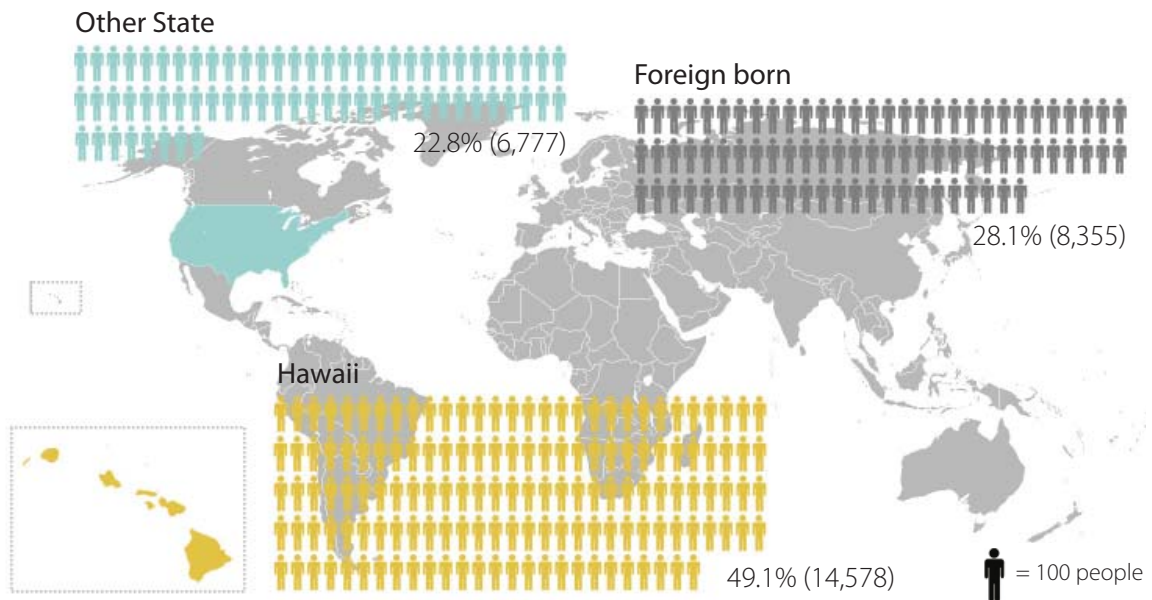 Other State
22.8% (6,777)
Foreign born
28.1% (8,355)
Hawaii
49.1% (14,578)
= 100 people